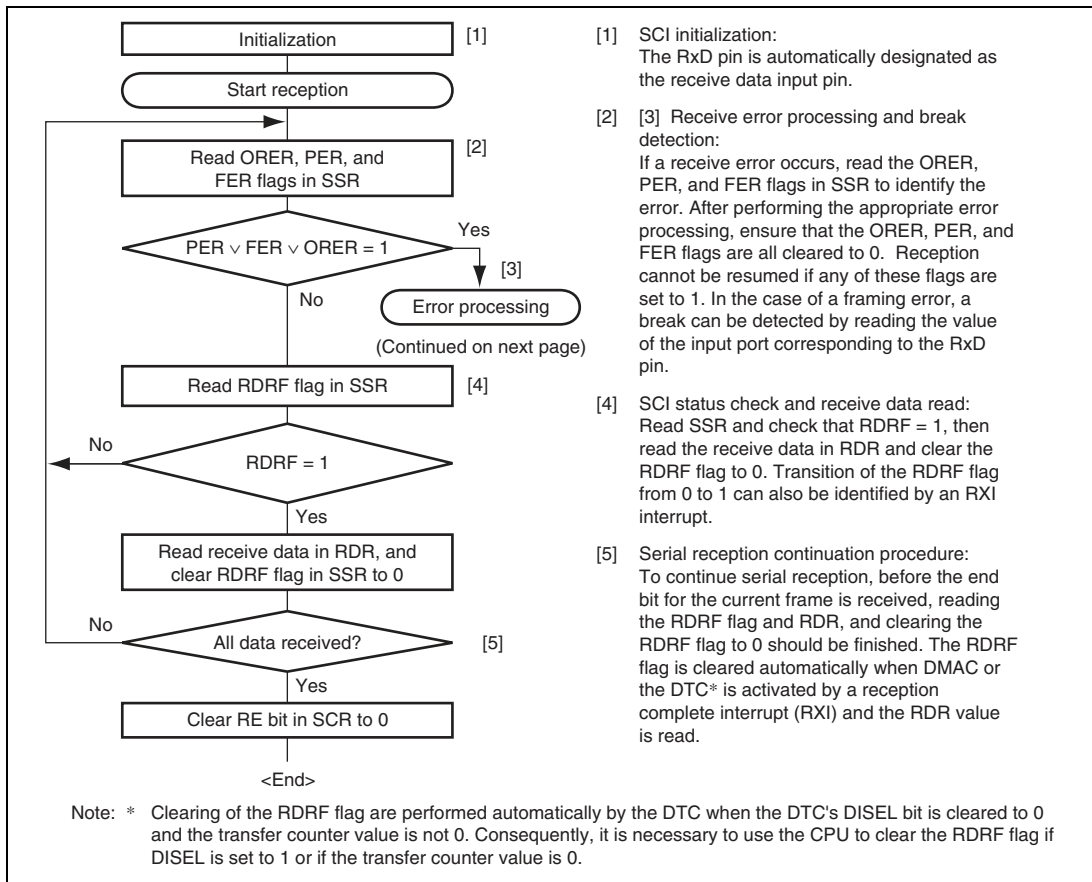 Initialization [1]
Start reception
Read ORER, PER, and [2]
FER flags in SSR
PER ∨ FER ∨ ORER = 1
Yes
[3]
No
Error processing
(Continued on next page)
Read RDRF flag in SSR [4]
No
RDRF = 1
Yes
Read receive data in RDR, and
clear RDRF flag in SSR to 0
No
All data received? [5]
Yes
Clear RE bit in SCR to 0
<End>
[1] SCI initialization:
The RxD pin is automatically designated as
the receive data input pin.
[2] [3] Receive error processing and break
detection:
If a receive error occurs, read the ORER,
PER, and FER flags in SSR to identify the
error. After performing the appropriate error
processing, ensure that the ORER, PER, and
FER flags are all cleared to 0. Reception
cannot be resumed if any of these flags are
set to 1. In the case of a framing error, a
break can be detected by reading the value
of the input port corresponding to the RxD
pin.
[4] SCI status check and receive data read:
Read SSR and check that RDRF = 1, then
read the receive data in RDR and clear the
RDRF flag to 0. Transition of the RDRF flag
from 0 to 1 can also be identified by an RXI
interrupt.
[5] Serial reception continuation procedure:
To continue serial reception, before the end
bit for the current frame is received, reading
the RDRF flag and RDR, and clearing the
RDRF flag to 0 should be finished. The RDRF
flag is cleared automatically when DMAC or
the DTC* is activated by a reception
complete interrupt (RXI) and the RDR value
is read.
Note: * Clearing of the RDRF flag are performed automatically by the DTC when the DTC's DISEL bit is cleared to 0
and the transfer counter value is not 0. Consequently, it is necessary to use the CPU to clear the RDRF flag if
DISEL is set to 1 or if the transfer counter value is 0.